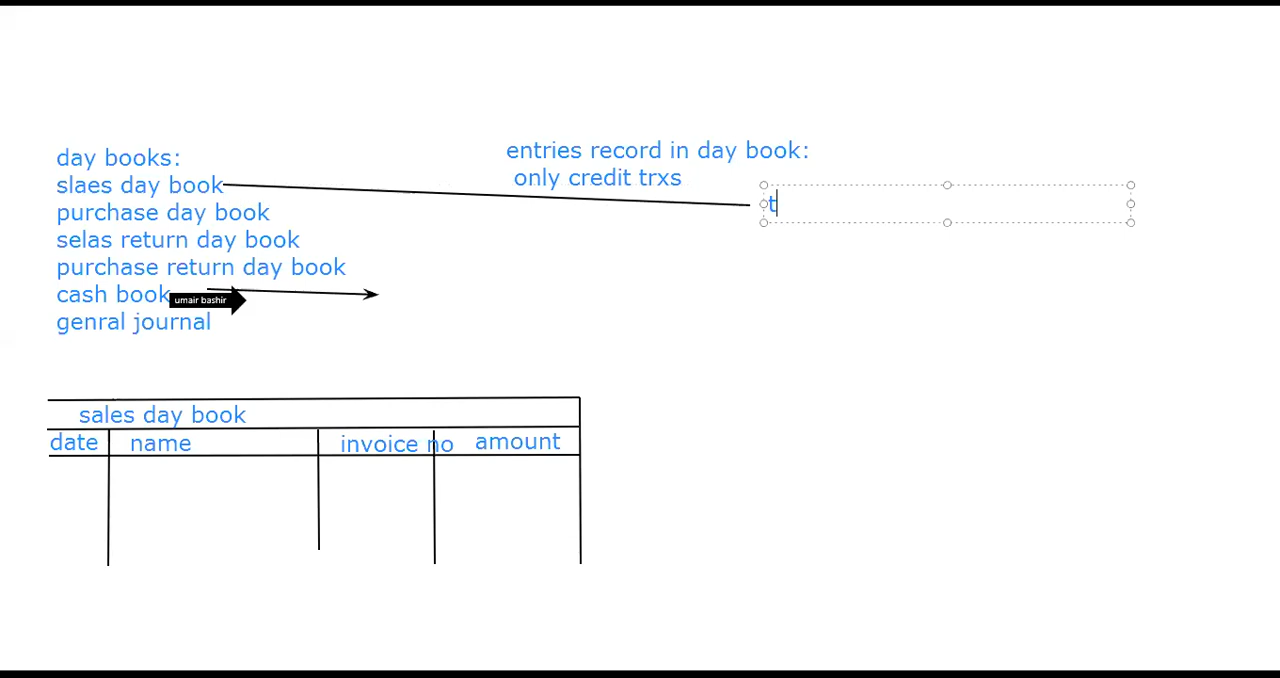 day books:
slaes day book
purchase day book
selas return day book
purchase return day book
cash book
umair bashir
genral journal
entries record in day book:
only credit trxs
t
sales day book
date name invoice no amount